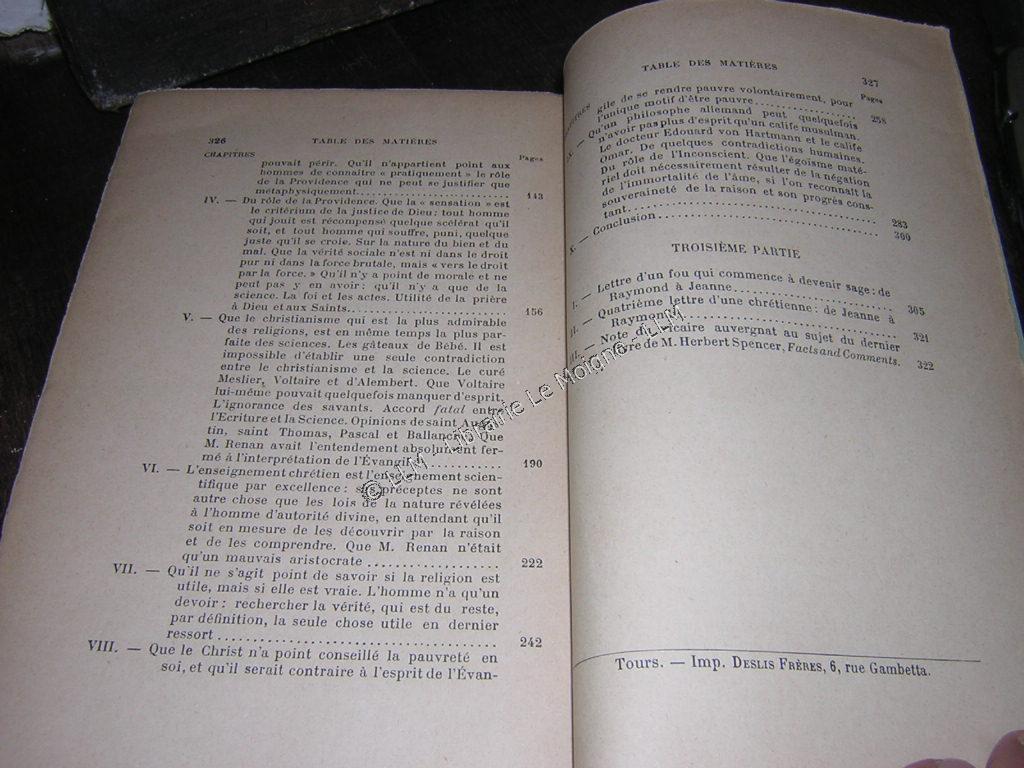 326 TABLE DES MATIÈRES
CHAPITRES Pages
pouvait périr. Qu'il n'appartient point aux
hommes de connaître « pratiquement » le rôle
de la Providence qui ne peut se justifier que
métaphysiquement.................... 143
IV. — Du rôle de la Providence. Que la « sensation » est
le critérium de la justice de Dieu : tout homme
qui jouit est récompensé quelque scélérat qu'il
soit, et tout homme qui souffre, puni, quelque
juste qu'il se croie. Sur la nature du bien et du
mal. Que la vérité sociale n'est ni dans le droit
pur ni dans la force brutale, mais « vers le droit
par la force. » Qu'il n'y a point de morale et ne
peut pas y en avoir : qu'il n'y a que de la
science. La foi et les actes. Utilité de la prière
à Dieu et aux Saints.................... 156
V. — Que le christianisme qui est la plus admirable
des religions, est en même temps la plus par-
faite des sciences. Les gâteaux de Bébé. Il est
impossible d'établir une seule contradiction
entre le christianisme et la science. Le curé
Meslier, Voltaire et d'Alembert. Que Voltaire
lui-même pouvait quelquefois manquer d'esprit.
L'ignorance des savants. Accord fatal entre
l'Ecriture et la Science. Opinions de saint Augus-
tin, saint Thomas, Pascal et Ballanche. Que
M. Renan avait l'entendement absolument fer-
mé à l'interprétation de l'Évangile.......... 190
VI. — L'enseignement chrétien est l'enseignement scien-
tifique par excellence : ses préceptes ne sont
autre chose que les lois de la nature révélées
à l'homme d'autorité divine, en attendant qu'il
soit en mesure de les découvrir par la raison
et de les comprendre. Que M. Renan n'était
qu'un mauvais aristocrate .................... 222
VII. — Qu'il ne s'agit point de savoir si la religion est
utile, mais si elle est vraie. L'homme n'a qu'un
devoir : rechercher la vérité, qui est du reste,
par définition, la seule chose utile en dernier
ressort .................................... 242
VIII. — Que le Christ n'a point conseillé la pauvreté en
soi, et qu'il serait contraire à l'esprit de l'Évan-
TABLE DES MATIÈRES 327
CHAPITRES Pages
gile de se rendre pauvre volontairement, pour
l'unique motif d'être pauvre.................. 258
IX. — Qu'un philosophe allemand peut quelquefois
n'avoir pas plus d'esprit qu'un calife musulman.
Le docteur Edouard von Hartmann et le calife
Omar. De quelques contradictions humaines.
Du rôle de l'Inconscient. Que l'égoïsme maté-
riel doit nécessairement résulter de la négation
de l'immortalité de l'âme, si l'on reconnaît la
souveraineté de la raison et son progrès cons-
tant.................................... 283
X. — Conclusion .............................. 300
TROISIÈME PARTIE
I. — Lettre d'un fou qui commence à devenir sage : de
Raymond à Jeanne.................... 305
II. — Quatrième lettre d'une chrétienne : de Jeanne à
Raymond.............................. 321
III. — Note du vicaire auvergnat au sujet du dernier
livre de M. Herbert Spencer, Facts and Comments. 322
Tours. — Imp. DESLIS FRÈRES, 6, rue Gambetta.
© LLM - Librairie Le Moigne - LLM